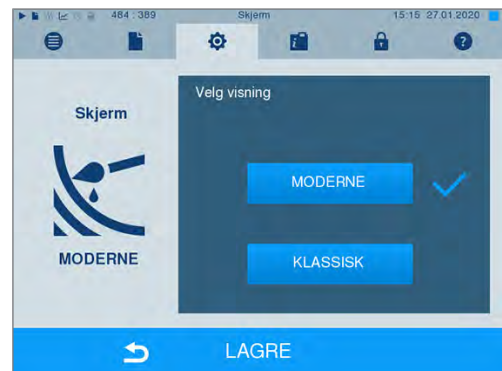 484 : 389 Skjerm 15:15 27.01.2020
Skjerm
MODERNE
Velg visning
MODERNE
KLASSISK
LAGRE